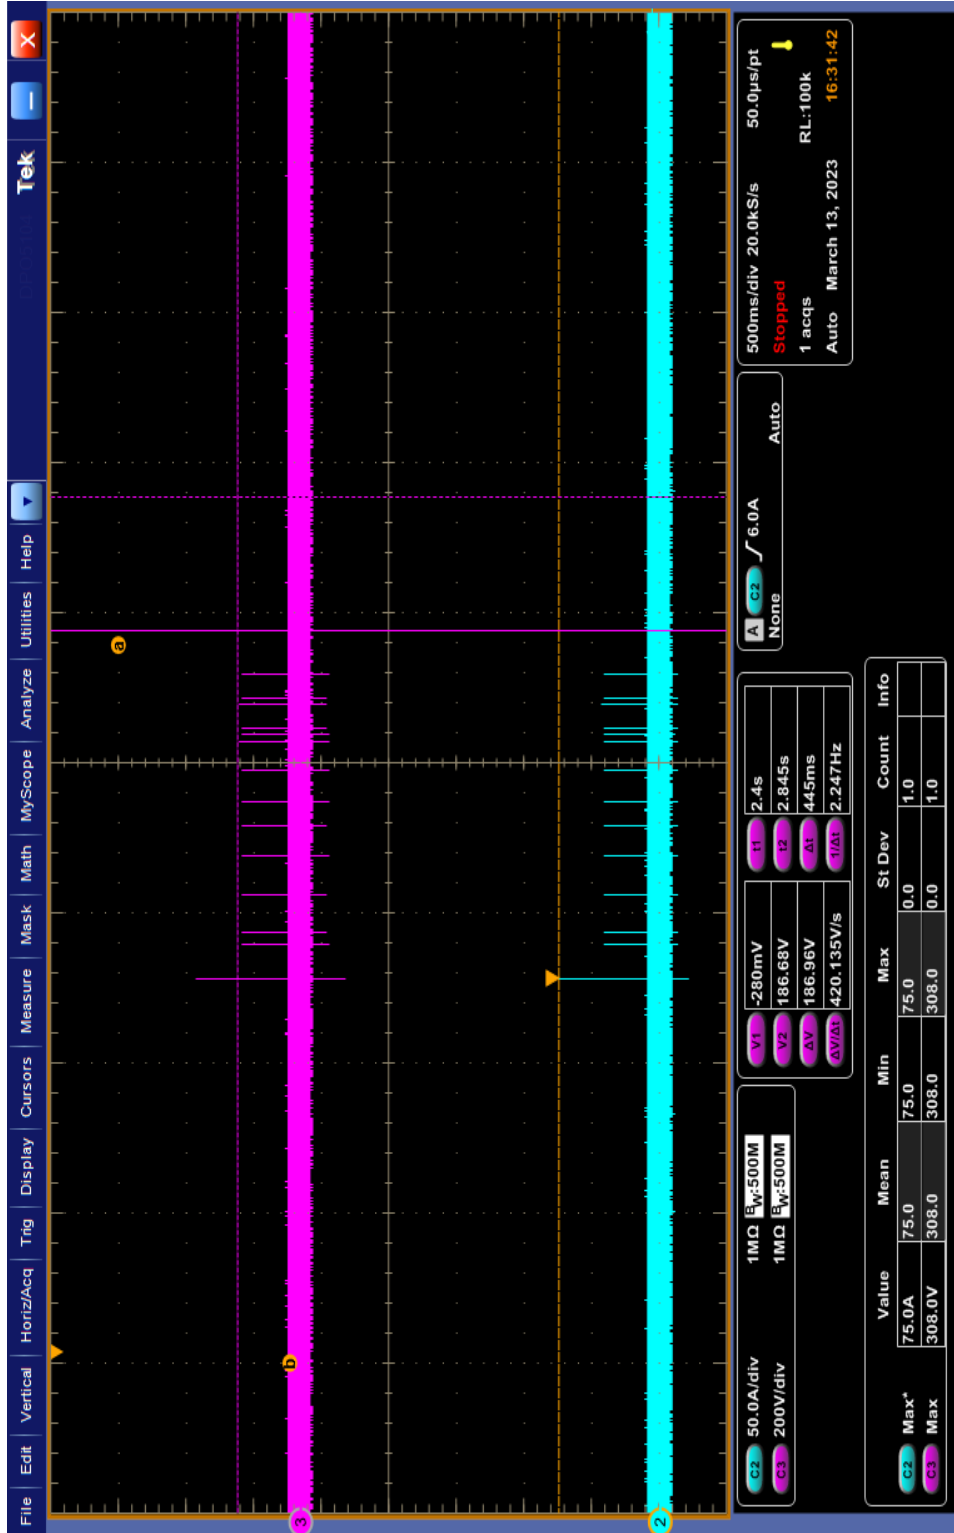 File Edit Vertical Horiz/Acq Trig Display Cursors Measure Mask Math MyScope Analyze Utilities Help Tek
a
b
3
2
C2 50.0A/div 1MΩ BW:500M
C3 200V/div 1MΩ BW:500M
V1 -280mV t1 2.4s
V2 186.68V t2 2.845s
ΔV 186.96V Δt 445ms
ΔV/Δt 420.135V/s 1/Δt 2.247Hz
A C2 6.0A
None Auto
500ms/div 20.0kS/s 50.0µs/pt
Stopped
1 acqs RL:100k
Auto March 13, 2023 16:31:42
Value Mean Min Max St Dev Count Info
C2 Max* 75.0A 75.0 75.0 75.0 0.0 1.0
C3 Max 308.0V 308.0 308.0 308.0 0.0 1.0